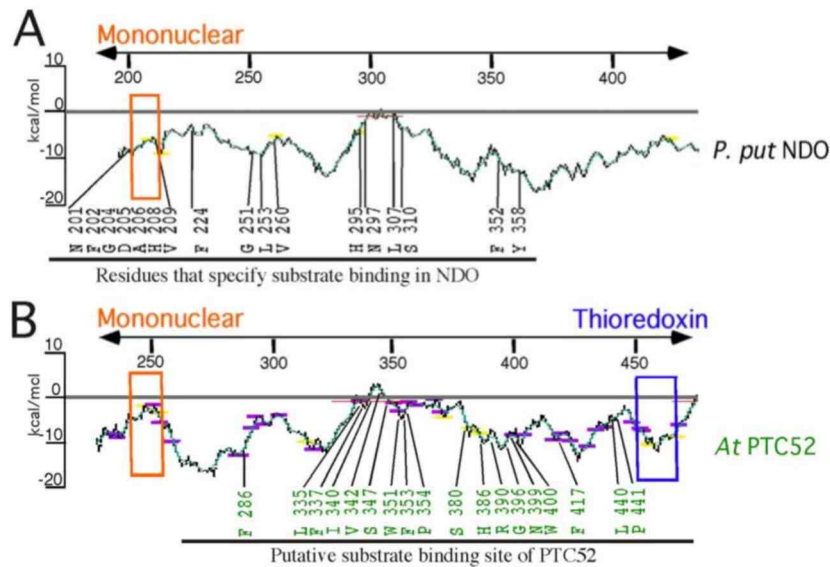 A
Mononuclear
200 250 300 350 400
10
0
-10
-20
kcal/mol
P. put NDO
N 201
F 202
G 204
D 205
A 206
H 208
V 209
F 224
G 251
L 253
V 260
H 295
N 297
L 307
S 310
F 352
Y 358
Residues that specify substrate binding in NDO
B
Mononuclear Thioredoxin
250 300 350 400 450
10
0
-10
-20
kcal/mol
At PTC52
F 286
L 335
F 337
I 340
V 342
S 347
W 351
F 353
P 354
S 380
H 386
R 390
G 396
N 399
W 400
F 417
L 440
P 441
Putative substrate binding site of PTC52